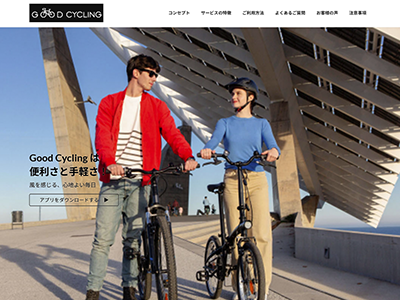 GOOD CYCLING
コンセプト サービスの特徴 ご利用方法 よくあるご質問 お客様の声 注意事項
Good Cycling は
便利さと手軽さ
風を感じる、心地よい毎日
アプリをダウンロードする ▶